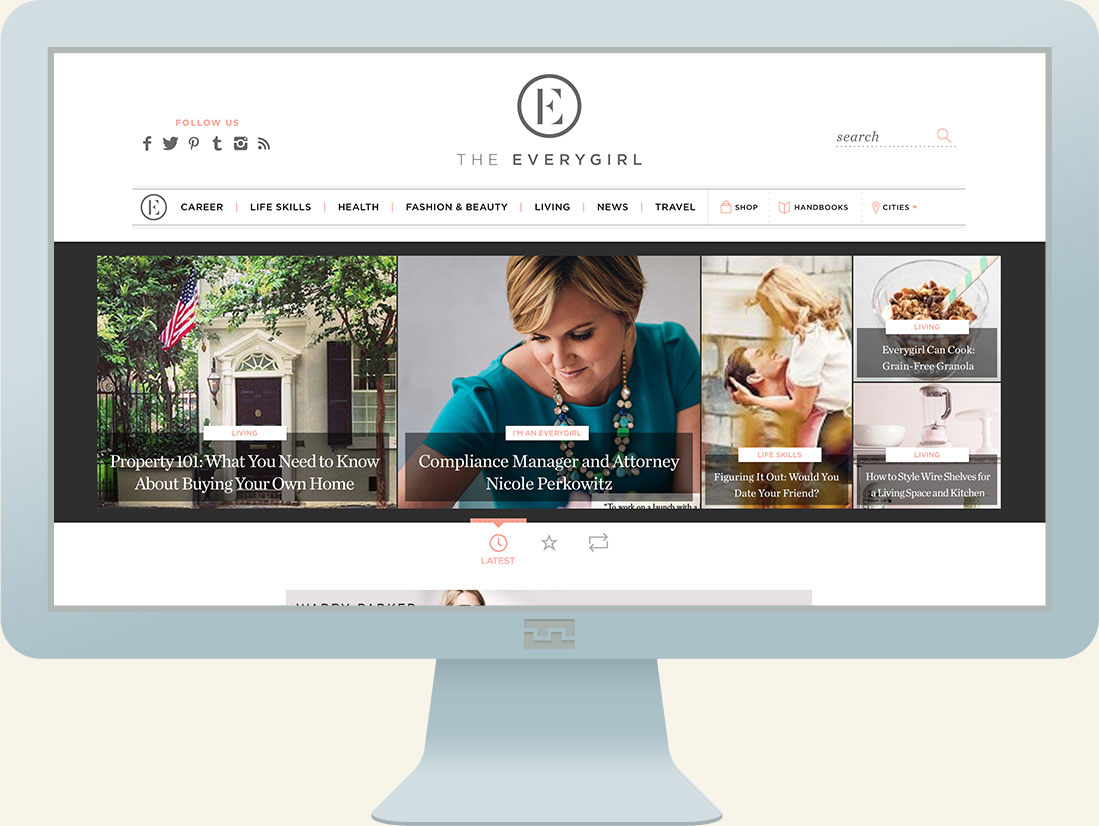 FOLLOW US
E
THE EVERYGIRL
search
E
CAREER LIFE SKILLS HEALTH FASHION & BEAUTY LIVING NEWS TRAVEL SHOP HANDBOOKS CITIES
LIVING
Property 101: What You Need to Know
About Buying Your Own Home
I'M AN EVERYGIRL
Compliance Manager and Attorney
Nicole Perkowitz
"To work on a launch with a
LIFE SKILLS
Figuring It Out: Would You
Date Your Friend?
LIVING
Everygirl Can Cook:
Grain-Free Granola
LIVING
How to Style Wire Shelves for
a Living Space and Kitchen
LATEST
WARBY PARKER